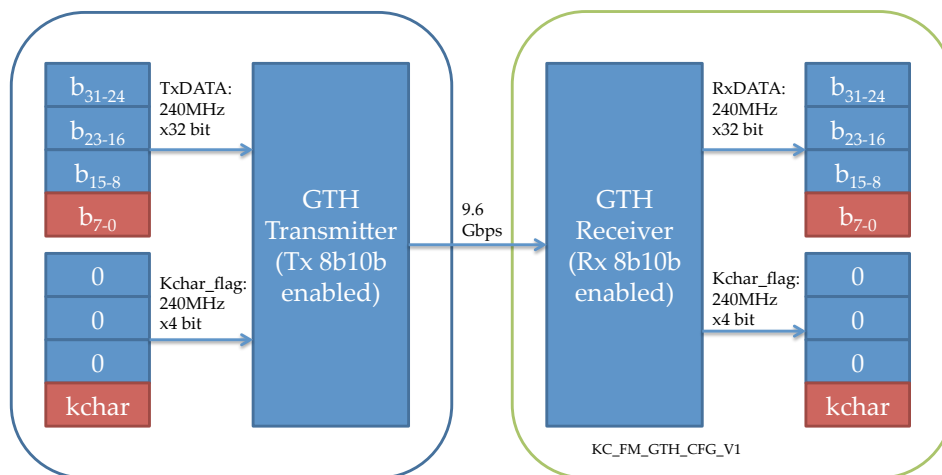 b31-24
b23-16
b15-8
b7-0
0
0
0
kchar
TxDATA:
240MHz
x32 bit
Kchar_flag:
240MHz
x4 bit
GTH
Transmitter
(Tx 8b10b
enabled)
9.6
Gbps
GTH
Receiver
(Rx 8b10b
enabled)
RxDATA:
240MHz
x32 bit
Kchar_flag:
240MHz
x4 bit
b31-24
b23-16
b15-8
b7-0
0
0
0
kchar
KC_FM_GTH_CFG_V1